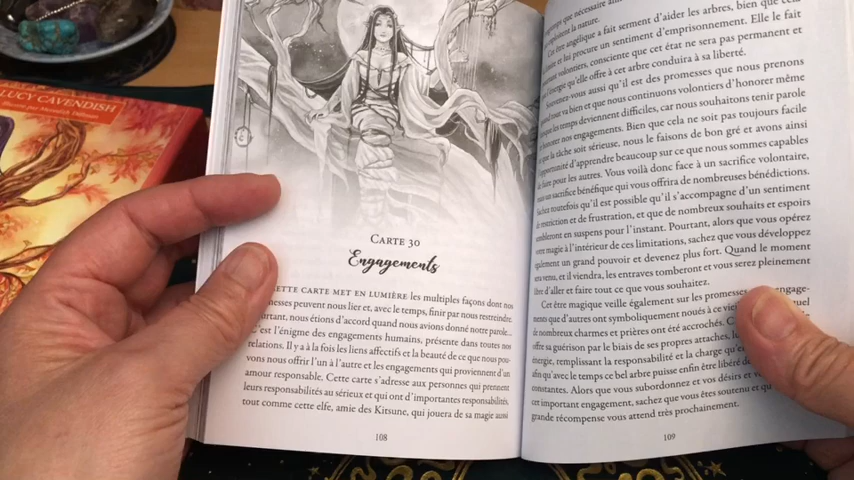 LUCY CAVENDISH
CARTE 30
Engagements
CETTE CARTE MET EN LUMIÈRE les multiples façons dont nos
peuvent nous lier et, avec le temps, finir par nous restreindre.
nous étions d'accord quand nous avions donné notre parole...
C'est l'énigme des engagements humains, présente dans toutes nos
relations. Il y a à la fois les liens affectifs et la beauté de ce que nous pou-
vons nous offrir l'un à l'autre et les engagements qui proviennent d'un
amour responsable. Cette carte s'adresse aux personnes qui prennent
leurs responsabilités au sérieux et qui ont d'importantes responsabilités,
tout comme cette elfe, amie des Kitsune, qui jouera de sa magie aussi
108
que nécessaire
la nature.
Cet être angélique a fait serment d'aider les arbres, bien que cela
et lui procure un sentiment d'emprisonnement. Elle le fait
volontiers, consciente que cet état ne sera pas permanent et
l'énergie qu'elle offre à cet arbre conduira à sa liberté.
Souvenez-vous aussi qu'il est des promesses que nous prenons
tout va bien et que nous continuons volontiers d'honorer même
les temps deviennent difficiles, car nous souhaitons tenir parole
honorer nos engagements. Bien que cela ne soit pas toujours facile
que la tâche soit sérieuse, nous le faisons de bon gré et avons ainsi
opportunité d'apprendre beaucoup sur ce que nous sommes capables
de faire pour les autres. Vous voilà donc face à un sacrifice volontaire,
un sacrifice bénéfique qui vous offrira de nombreuses bénédictions.
Sachez toutefois qu'il est possible qu'il s'accompagne d'un sentiment
de restriction et de frustration, et que de nombreux souhaits et espoirs
sembleront en suspens pour l'instant. Pourtant, alors que vous opérez
votre magie à l'intérieur de ces limitations, sachez que vous développez
également un grand pouvoir et devenez plus fort. Quand le moment
sera venu, et il viendra, les entraves tomberont et vous serez pleinement
libre d'aller et faire tout ce que vous souhaitez.
Cet être magique veille également sur les promesses engage-
ments que d'autres ont symboliquement noués à ce
de nombreux charmes et prières ont été accrochés.
offre sa guérison par le biais de ses propres attaches,
énergie, remplissant la responsabilité et la charge
afin qu'avec le temps ce bel arbre puisse enfin être libéré
constantes. Alors que vous subordonnez et vos désirs et
cet important engagement, sachez que vous êtes soutenu et
grande récompense vous attend très prochainement.
109